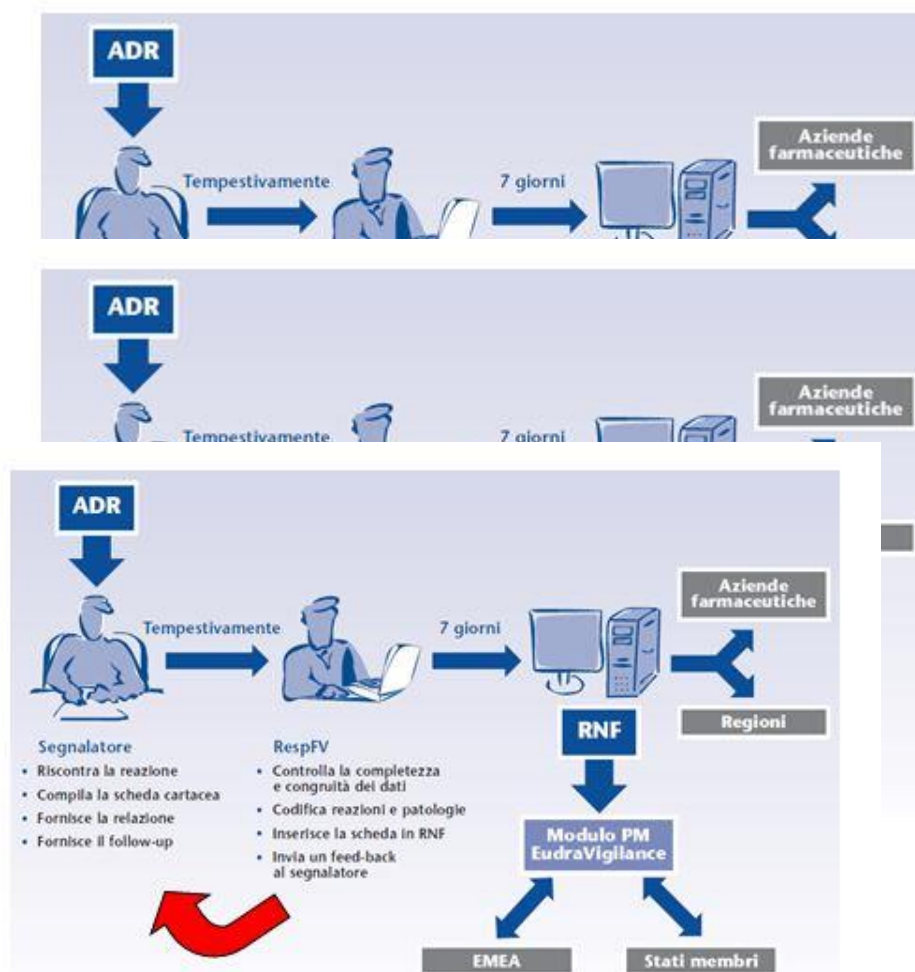 ADR
Aziende
farmaceutiche
Tempestivamente
7 giorni
ADR
Aziende
farmaceutiche
Tempestivamente
7 giorni
ADR
Aziende
farmaceutiche
Tempestivamente
7 giorni
Regioni
RNF
Segnalatore
• Riscontra la reazione
• Compila la scheda cartacea
• Fornisce la relazione
• Fornisce il follow-up
RespFV
• Controlla la completezza
e congruità dei dati
• Codifica reazioni e patologie
• Inserisce la scheda in RNF
• Invia un feed-back
al segnalatore
Modulo PM
EudraVigilance
EMEA
Stati membri